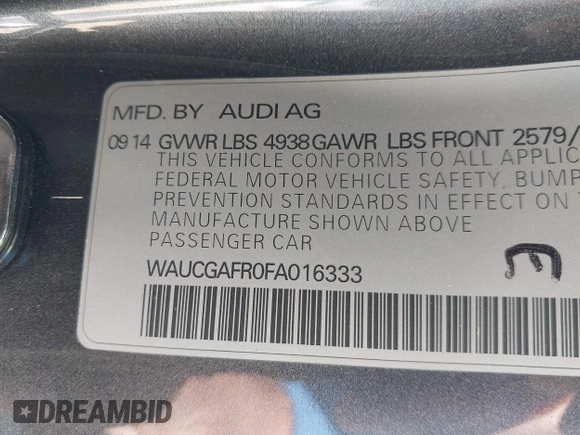 MFD. BY AUDI AG
09 14 GVWR LBS 4938 GAWR LBS FRONT 2579/
THIS VEHICLE CONFORMS TO ALL APPLIC
FEDERAL MOTOR VEHICLE SAFETY, BUMP
PREVENTION STANDARDS IN EFFECT ON T
MANUFACTURE SHOWN ABOVE
PASSENGER CAR
WAUCGAFR0FA016333
DREAMBID